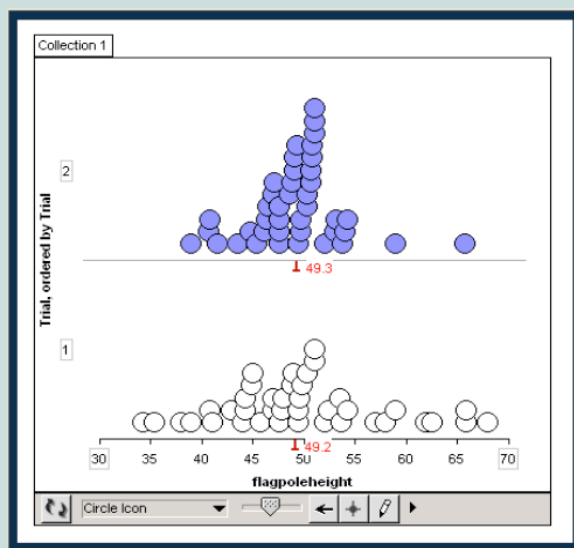 Collection 1
Trial, ordered by Trial
2
49.3
1
49.2
30 35 40 45 50 55 60 65 70
flagpoleheight
Circle Icon